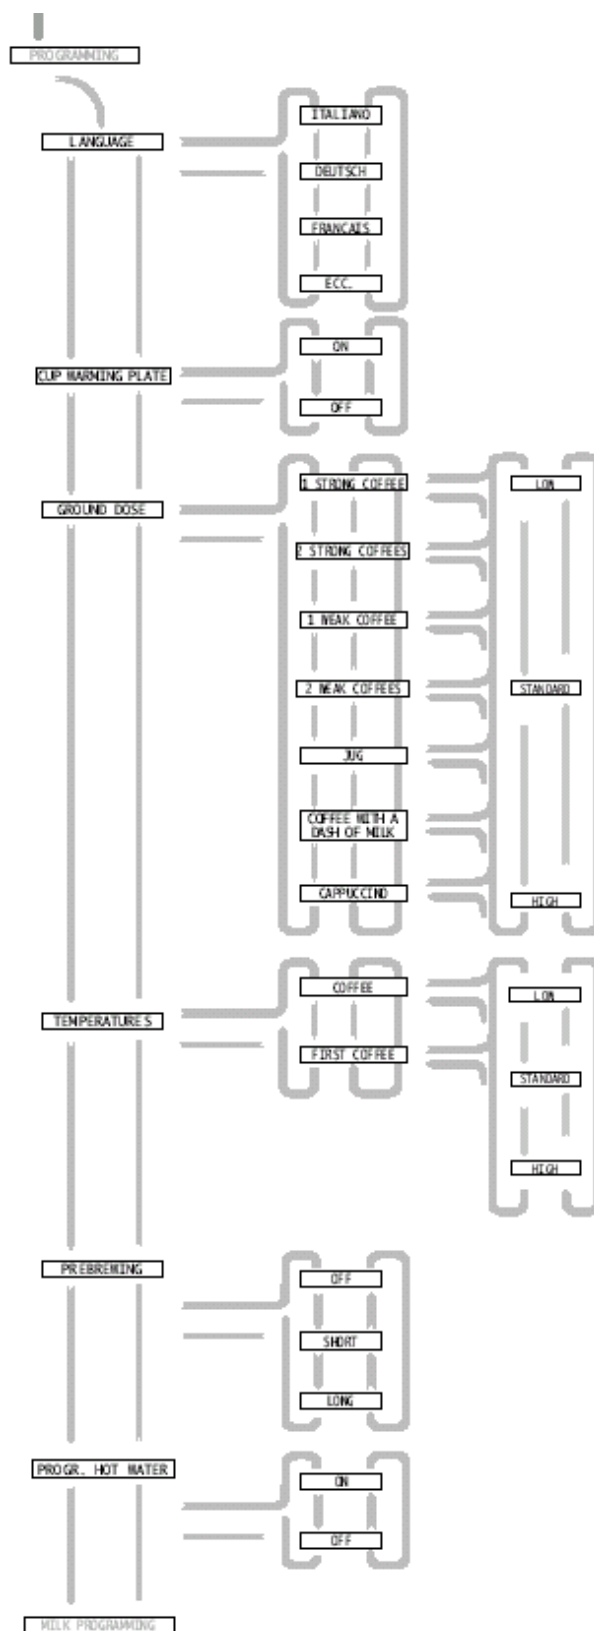 PROGRAMMING
LANGUAGE
ITALIANO
DEUTSCH
FRANCAIS
ECC.
CUP WARMING PLATE
ON
OFF
GROUND DOSE
1 STRONG COFFEE
2 STRONG COFFEES
1 WEAK COFFEE
2 WEAK COFFEES
JUG
COFFEE WITH A
DASH OF MILK
CAPPUCCINO
LOW
STANDARD
HIGH
TEMPERATURES
COFFEE
FIRST COFFEE
LOW
STANDARD
HIGH
PREBREWING
OFF
SHORT
LONG
PROGR. HOT WATER
ON
OFF
MILK PROGRAMMING